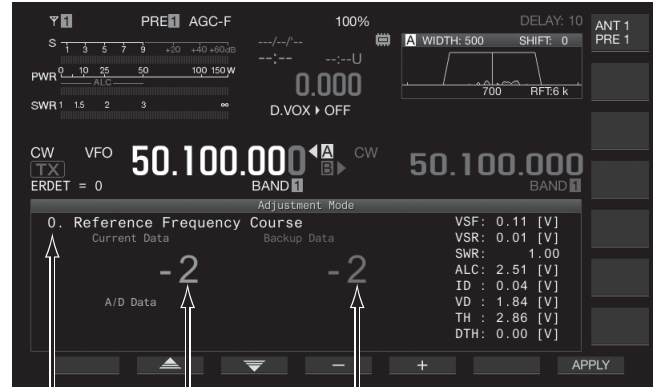 1 PRE1 AGC-F 100% DELAY: 10 ANT 1
PRE 1
S 1 3 5 7 9 +20 +40 +60dB --/--/'-- A WIDTH: 500 SHIFT: 0
--:-- --:--U
PWR 0 10 25 50 100 150 W
ALC
0.000
SWR 1 1.5 2 3 ∞
700 RFT:6 k
D.VOX▸OFF
CW VFO 50.100.000 ◀A CW 50.100.000
TX B▶
ERDET = 0 BAND 1 BAND 1
Adjustment Mode
0. Reference Frequency Course VSF: 0.11 [V]
Current Data Backup Data VSR: 0.01 [V]
SWR: 1.00
-2 -2 ALC: 2.51 [V]
ID : 0.04 [V]
A/D Data VD : 1.84 [V]
TH : 2.86 [V]
DTH: 0.00 [V]
− + APPLY